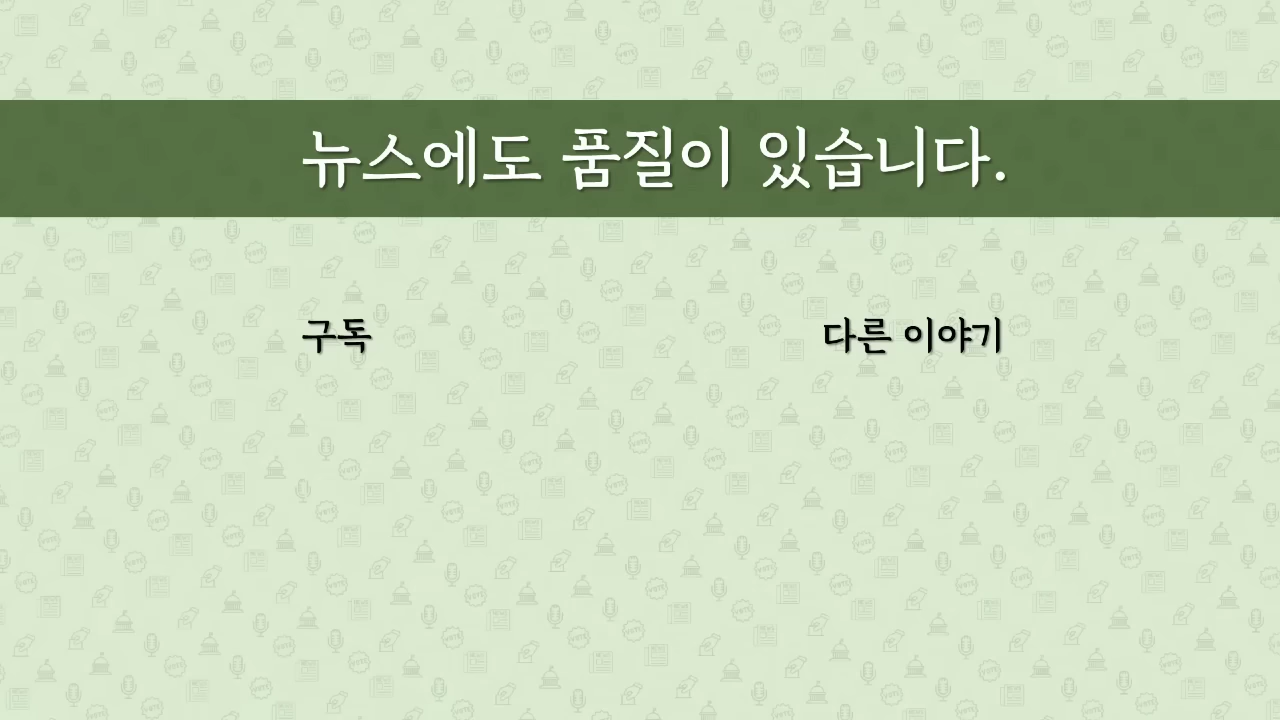 뉴스에도 품질이 있습니다.
구독
다른 이야기